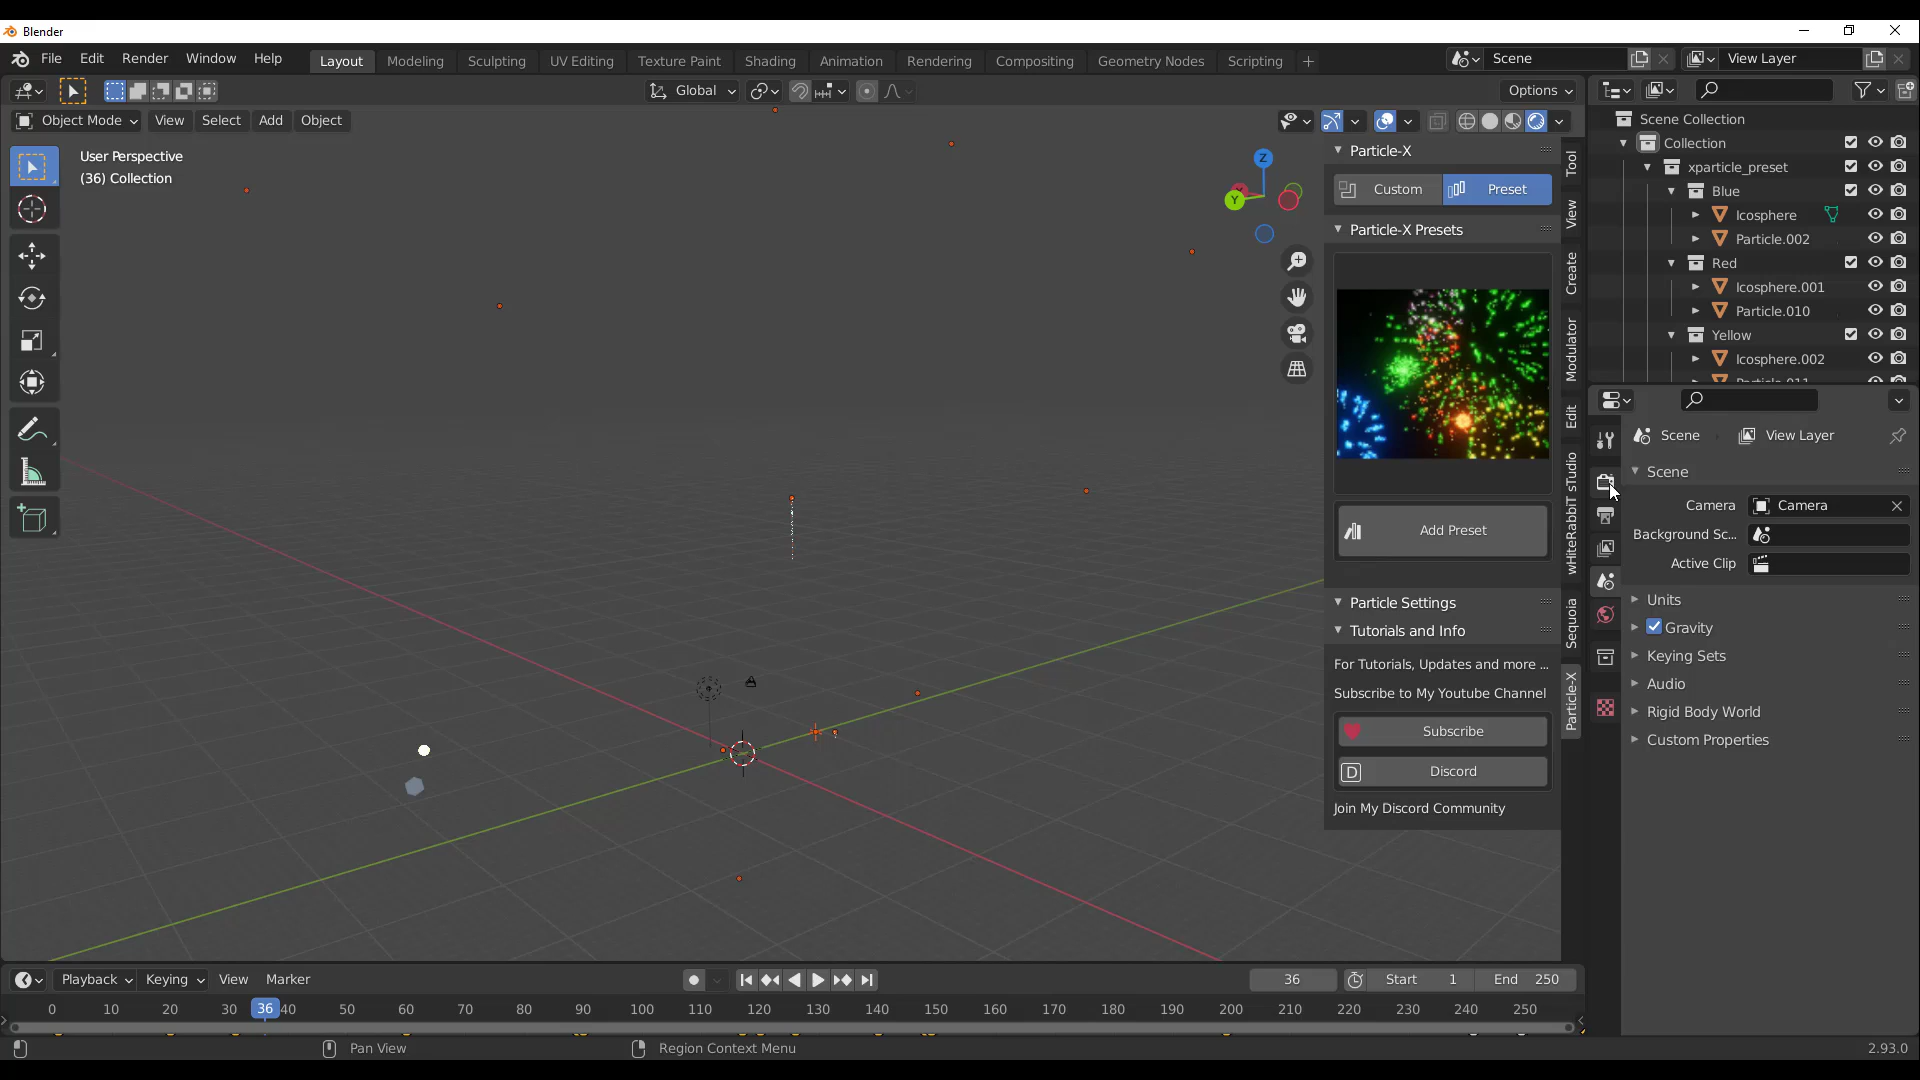 Blender
File Edit Render Window Help Layout Modeling Sculpting UV Editing Texture Paint Shading Animation Rendering Compositing Geometry Nodes Scripting + Scene View Layer
Global Options
Object Mode View Select Add Object
User Perspective
(36) Collection
Z
Y
Particle-X
Custom Preset
Particle-X Presets
Add Preset
Particle Settings
Tutorials and Info
For Tutorials, Updates and more ...
Subscribe to My Youtube Channel
Subscribe
D Discord
Join My Discord Community
Tool
View
Create
Modulator
Edit
wHiteRabbiT sTudio
Sequoia
Particle-X
Scene Collection
Collection
xparticle_preset
Blue
Icosphere
Particle.002
Red
Icosphere.001
Particle.010
Yellow
Icosphere.002
Particle.011
Scene View Layer
Scene
Camera Camera
Background Sc...
Active Clip
Units
Gravity
Keying Sets
Audio
Rigid Body World
Custom Properties
Playback Keying View Marker 36 Start 1 End 250
0 10 20 30 36 40 50 60 70 80 90 100 110 120 130 140 150 160 170 180 190 200 210 220 230 240 250
Pan View Region Context Menu 2.93.0